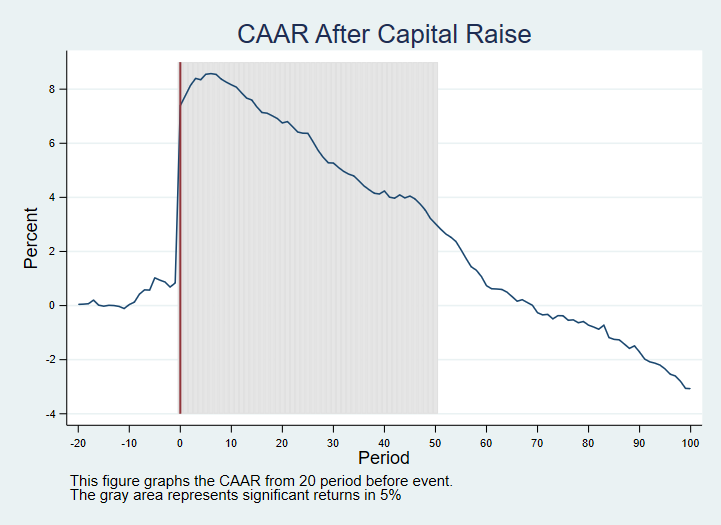 CAAR After Capital Raise
Percent
8
6
4
2
0
-2
-4
-20 -10 0 10 20 30 40 50 60 70 80 90 100
Period
This figure graphs the CAAR from 20 period before event.
The gray area represents significant returns in 5%